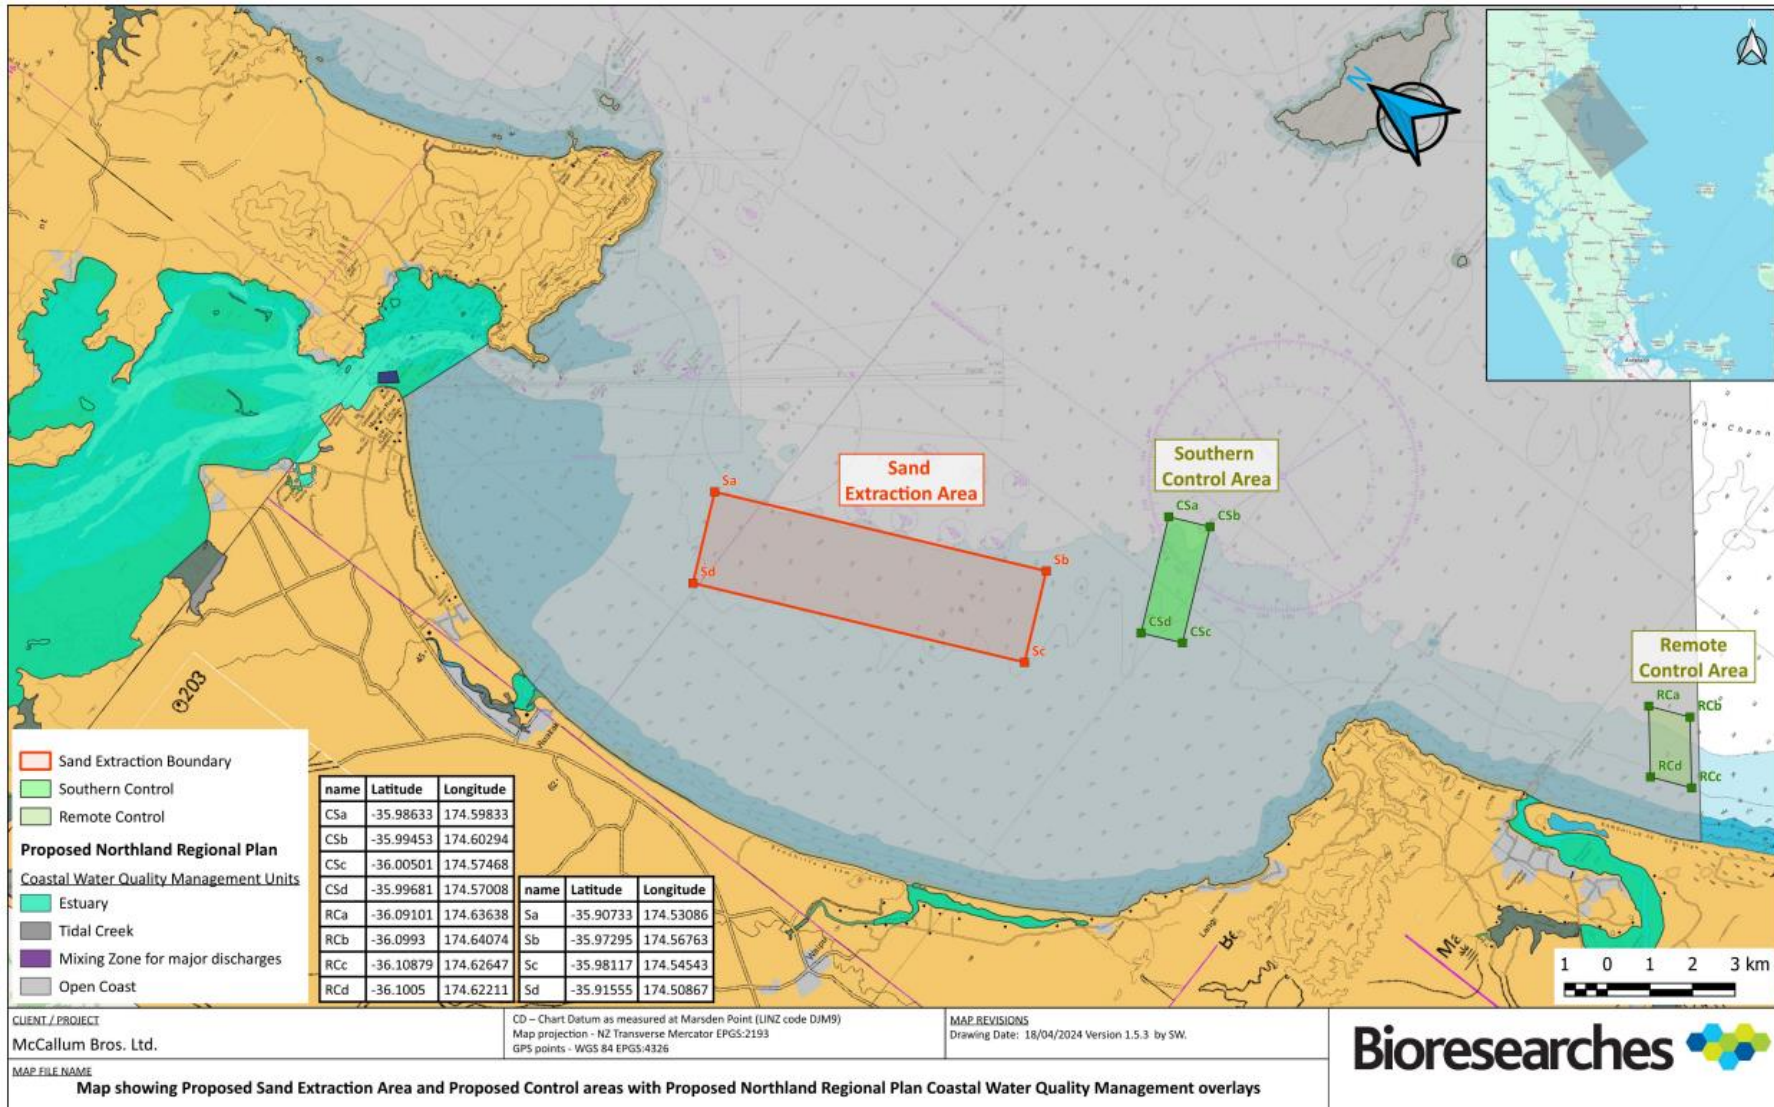 N
N
Sand
Extraction Area
Southern
Control Area
Remote
Control Area
Sa
Sb
Sc
Sd
CSa
CSb
CSc
CSd
RCa
RCb
RCc
RCd
203
45
62
Ruakaka
Waipu
Sand Extraction Boundary
Southern Control
Remote Control
Proposed Northland Regional Plan
Coastal Water Quality Management Units
Estuary
Tidal Creek
Mixing Zone for major discharges
Open Coast
name Latitude Longitude
CSa -35.98633 174.59833
CSb -35.99453 174.60294
CSc -36.00501 174.57468
CSd -35.99681 174.57008
RCa -36.09101 174.63638
RCb -36.0993 174.64074
RCc -36.10879 174.62647
RCd -36.1005 174.62211
name Latitude Longitude
Sa -35.90733 174.53086
Sb -35.97295 174.56763
Sc -35.98117 174.54543
Sd -35.91555 174.50867
1 0 1 2 3 km
CLIENT / PROJECT
McCallum Bros. Ltd.
CD – Chart Datum as measured at Marsden Point (LINZ code DJM9)
Map projection - NZ Transverse Mercator EPGS:2193
GPS points - WGS 84 EPGS:4326
MAP REVISIONS
Drawing Date: 18/04/2024 Version 1.5.3 by SW.
MAP FILE NAME
Map showing Proposed Sand Extraction Area and Proposed Control areas with Proposed Northland Regional Plan Coastal Water Quality Management overlays
Bioresearches